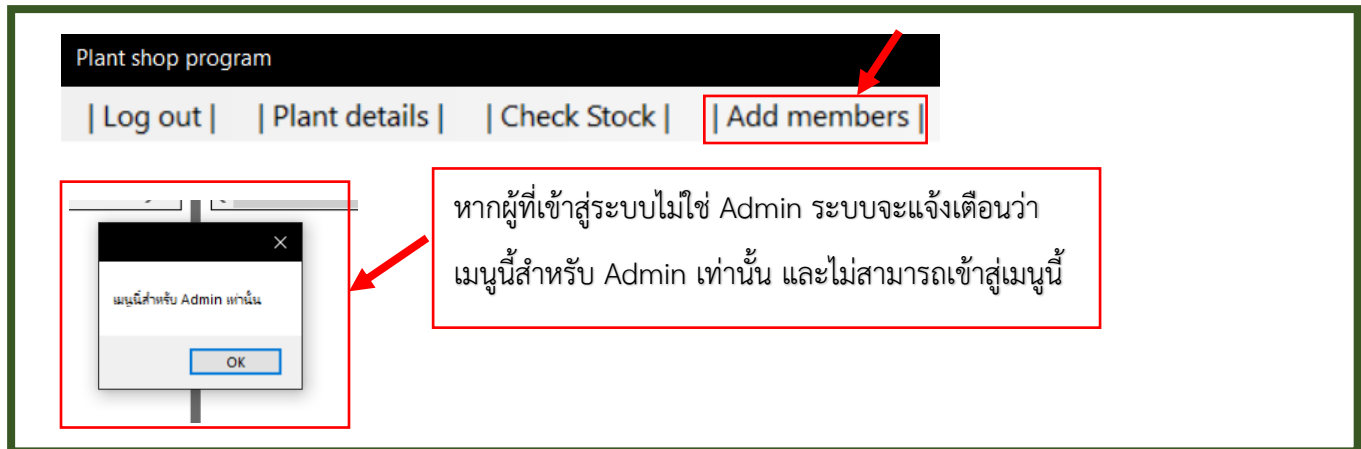 Plant shop program
| Log out | | Plant details | | Check Stock | | Add members |
หากผู้ที่เข้าสู่ระบบไม่ใช่ Admin ระบบจะแจ้งเตือนว่า
เมนูนี้สำหรับ Admin เท่านั้น และไม่สามารถเข้าสู่เมนูนี้
เมนูนี้สำหรับ Admin เท่านั้น
OK